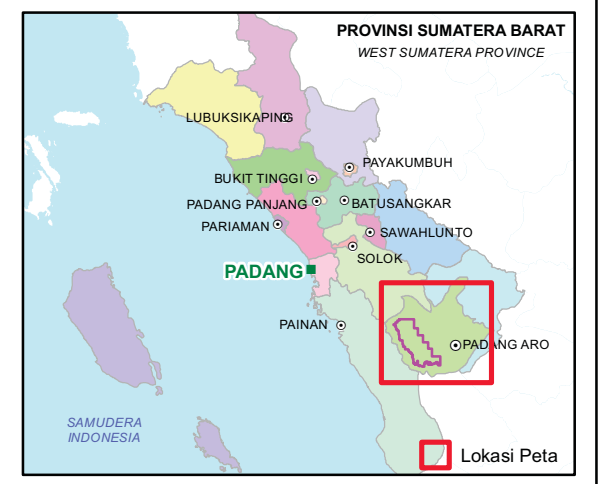 PROVINSI SUMATERA BARAT
WEST SUMATERA PROVINCE
LUBUKSIKAPING
PAYAKUMBUH
BUKIT TINGGI
PADANG PANJANG
BATUSANGKAR
PARIAMAN
SAWAHLUNTO
SOLOK
PADANG
PAINAN
PADANG ARO
SAMUDERA
INDONESIA
Lokasi Peta